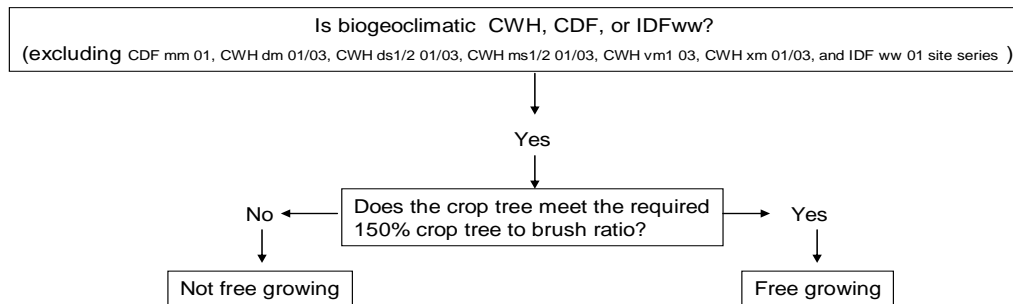 Is biogeoclimatic CWH, CDF, or IDFww?
(excluding CDF mm 01, CWH dm 01/03, CWH ds1/2 01/03, CWH ms1/2 01/03, CWH vm1 03, CWH xm 01/03, and IDF ww 01 site series )
Yes
No
Does the crop tree meet the required
150% crop tree to brush ratio?
Yes
Not free growing
Free growing